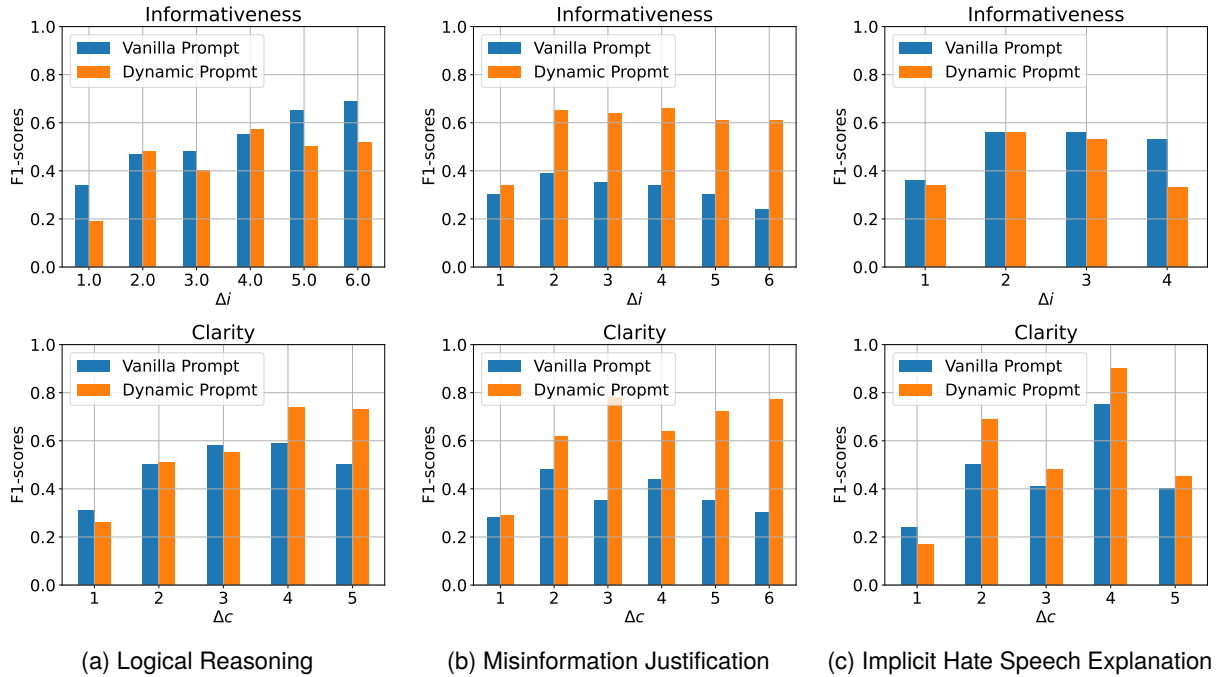 Informativeness
1.0
0.8
0.6
0.4
0.2
0.0
F1-scores
Vanilla Prompt
Dynamic Propmt
1.0 2.0 3.0 4.0 5.0 6.0
Δi
Informativeness
1.0
0.8
0.6
0.4
0.2
0.0
F1-scores
Vanilla Prompt
Dynamic Propmt
1 2 3 4 5 6
Δi
Informativeness
1.0
0.8
0.6
0.4
0.2
0.0
F1-scores
Vanilla Prompt
Dynamic Propmt
1 2 3 4
Δi
Clarity
1.0
0.8
0.6
0.4
0.2
0.0
F1-scores
Vanilla Prompt
Dynamic Propmt
1 2 3 4 5
Δc
Clarity
1.0
0.8
0.6
0.4
0.2
0.0
F1-scores
Vanilla Prompt
Dynamic Propmt
1 2 3 4 5 6
Δc
Clarity
1.0
0.8
0.6
0.4
0.2
0.0
F1-scores
Vanilla Prompt
Dynamic Propmt
1 2 3 4 5
Δc
(a) Logical Reasoning
(b) Misinformation Justification
(c) Implicit Hate Speech Explanation